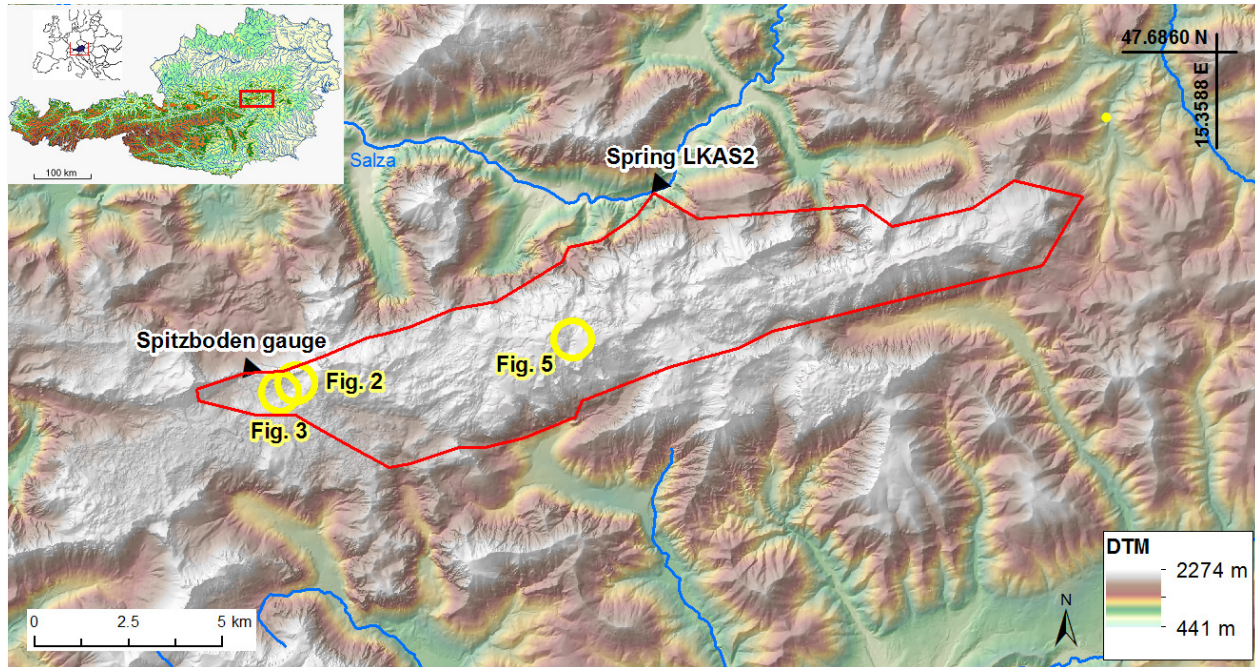 100 km
47.6860 N
15.3588 E
Salza
Spring LKAS2
Spitzboden gauge
Fig. 5
Fig. 2
Fig. 3
DTM
2274 m
441 m
0 2.5 5 km
N